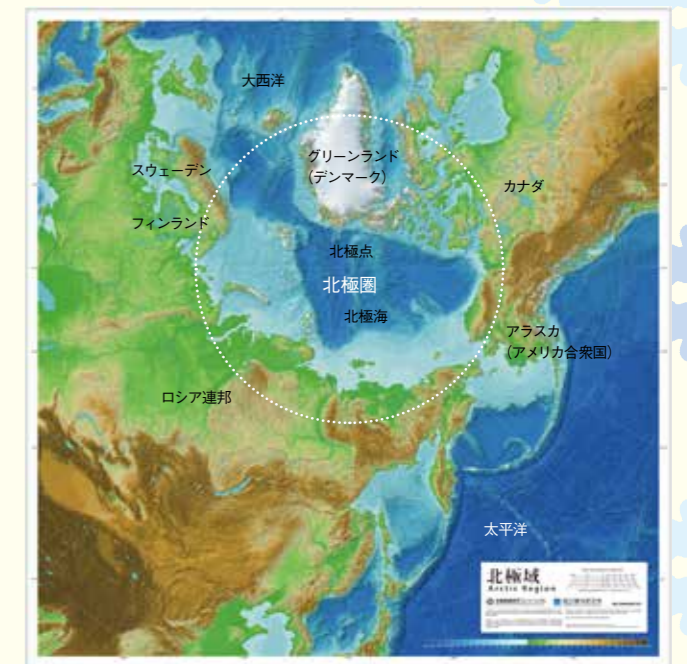 大西洋
グリーンランド
(デンマーク)
スウェーデン
カナダ
フィンランド
北極点
北極圏
北極海
アラスカ
(アメリカ合衆国)
ロシア連邦
太平洋
北極域
Arctic Region